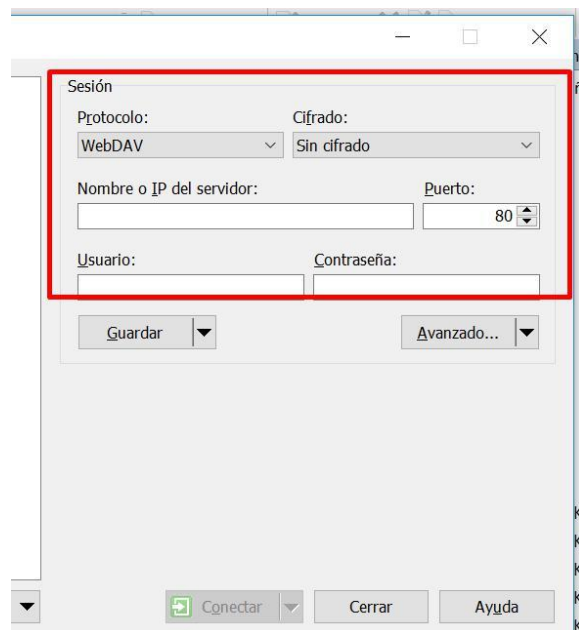 Sesión
Protocolo: Cifrado:
WebDAV Sin cifrado
Nombre o IP del servidor: Puerto:
80
Usuario: Contraseña:
Guardar Avanzado...
Conectar Cerrar Ayuda